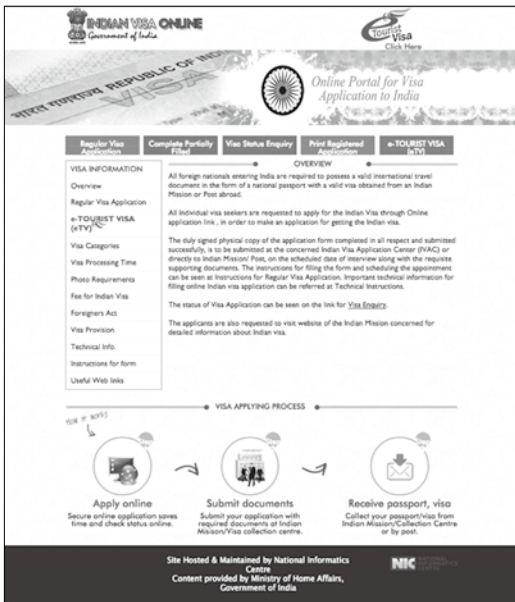 INDIAN VISA ONLINE
Government of India
Tourist
Visa
Click Here
भारत गणराज्य REPUBLIC OF INDIA
VISA
Online Portal for Visa
Application to India
Regular Visa
Application
Complete Partially
Filled
Visa Status Enquiry
Print Registered
Application
e-TOURIST VISA
(eTV)
VISA INFORMATION
Overview
Regular Visa Application
e-TOURIST VISA
(eTV)
Visa Categories
Visa Processing Time
Photo Requirements
Fee for Indian Visa
Foreigners Act
Visa Provision
Technical Info.
Instructions for form
Useful Web links
OVERVIEW
All foreign nationals entering India are required to possess a valid international travel
document in the form of a national passport with a valid visa obtained from an Indian
Mission or Post abroad.
All Individual visa seekers are requested to apply for the Indian Visa through Online
application link , in order to make an application for getting the Indian visa.
The duly signed physical copy of the application form completed in all respect and submitted
successfully, is to be submitted at the concerned Indian Visa Application Center (IVAC) or
directly to Indian Mission/ Post, on the scheduled date of interview along with the requisite
supporting documents. The instructions for filling the form and scheduling the appointment
can be seen at Instructions for Regular Visa Application. Important technical information for
filling online Indian visa application can be referred at Technical Instructions.
The status of Visa Application can be seen on the link for Visa Enquiry.
The applicants are also requested to visit website of the Indian Mission concerned for
detailed information about Indian visa.
VISA APPLYING PROCESS
How it works
Apply online
Secure online application saves
time and check status online.
Submit documents
Submit your application with
required documents at Indian
Misison/Visa collection centre.
Receive passport, visa
Collect your passport/visa from
Indian Mission/Collection Centre
or by post.
Site Hosted & Maintained by National Informatics
Centre
Content provided by Ministry of Home Affairs,
Government of India
NIC NATIONAL
INFORMATICS
CENTRE